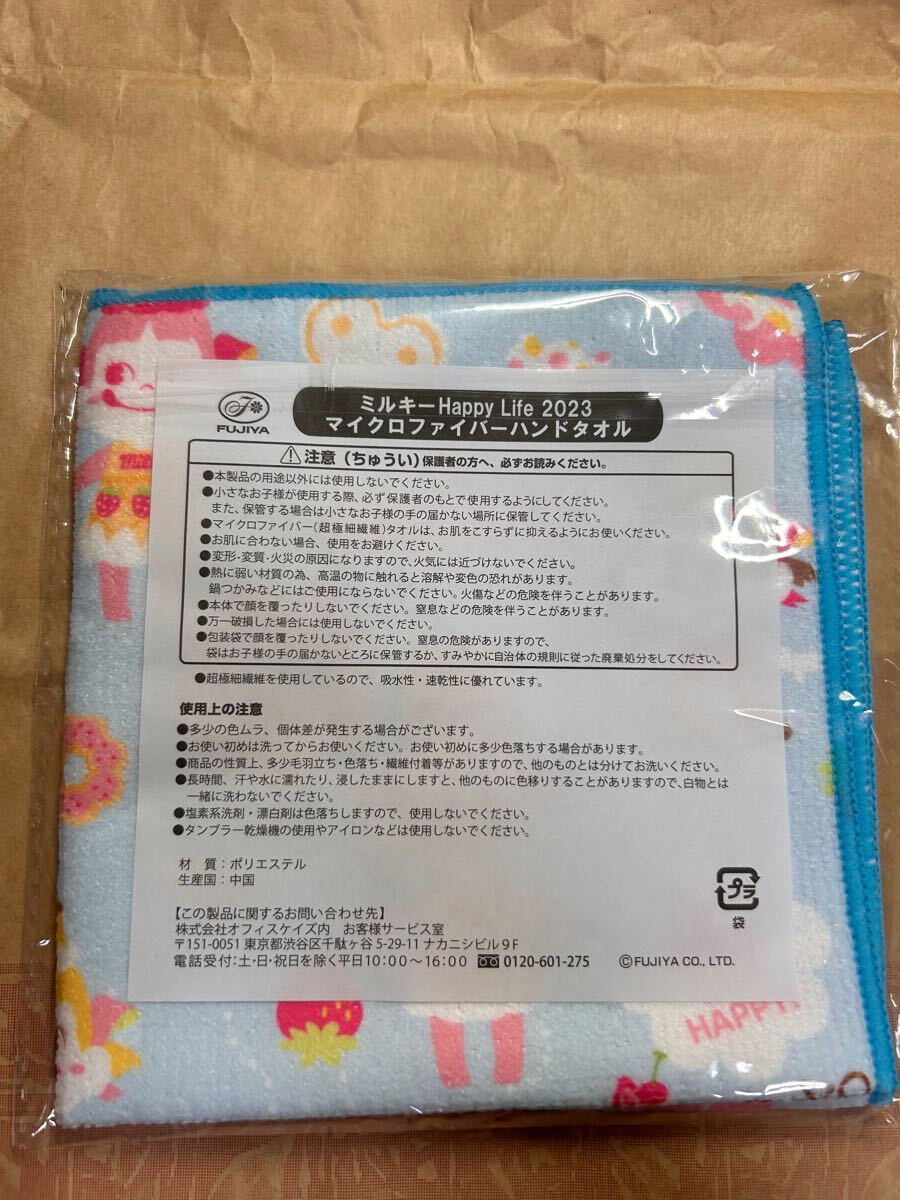 FUJIYA
ミルキーHappy Life 2023
マイクロファイバーハンドタオル
注意（ちゅうい）保護者の方へ、必ずお読みください。
●本製品の用途以外には使用しないでください。
●小さなお子様が使用する際、必ず保護者のもとで使用するようにしてください。
また、保管する場合は小さなお子様の手の届かない場所に保管してください。
●マイクロファイバー(超極細繊維)タオルは、お肌をこすらずに抑えるようにお使いください。
●お肌に合わない場合、使用をお避けください。
●変形・変質・火災の原因になりますので、火気には近づけないでください。
●熱に弱い材質の為、高温の物に触れると溶解や変色の恐れがあります。
鍋つかみなどにはご使用にならないでください。火傷などの危険を伴うことがあります。
●本体で顔を覆ったりしないでください。窒息などの危険を伴うことがあります。
●万一破損した場合には使用しないでください。
●包装袋で顔を覆ったりしないでください。窒息の危険がありますので、
袋はお子様の手の届かないところに保管するか、すみやかに自治体の規則に従った廃棄処分をしてください。
●超極細繊維を使用しているので、吸水性・速乾性に優れています。
使用上の注意
●多少の色ムラ、個体差が発生する場合がございます。
●お使い初めは洗ってからお使いください。お使い初めに多少色落ちする場合があります。
●商品の性質上、多少毛羽立ち・色落ち・繊維付着等がありますので、他のものとは分けてお洗いください。
●長時間、汗や水に濡れたり、浸したままにしますと、他のものに色移りすることがありますので、白物とは
一緒に洗わないでください。
●塩素系洗剤・漂白剤は色落ちしますので、使用しないでください。
●タンブラー乾燥機の使用やアイロンなどは使用しないでください。
材 質：ポリエステル
生産国：中国
プラ
袋
【この製品に関するお問い合わせ先】
株式会社オフィスケイズ内 お客様サービス室
〒151-0051 東京都渋谷区千駄ヶ谷 5-29-11 ナカニシビル 9F
電話受付：土・日・祝日を除く平日10：00〜16：00 0120-601-275 ©FUJIYA CO., LTD.
HAPPY